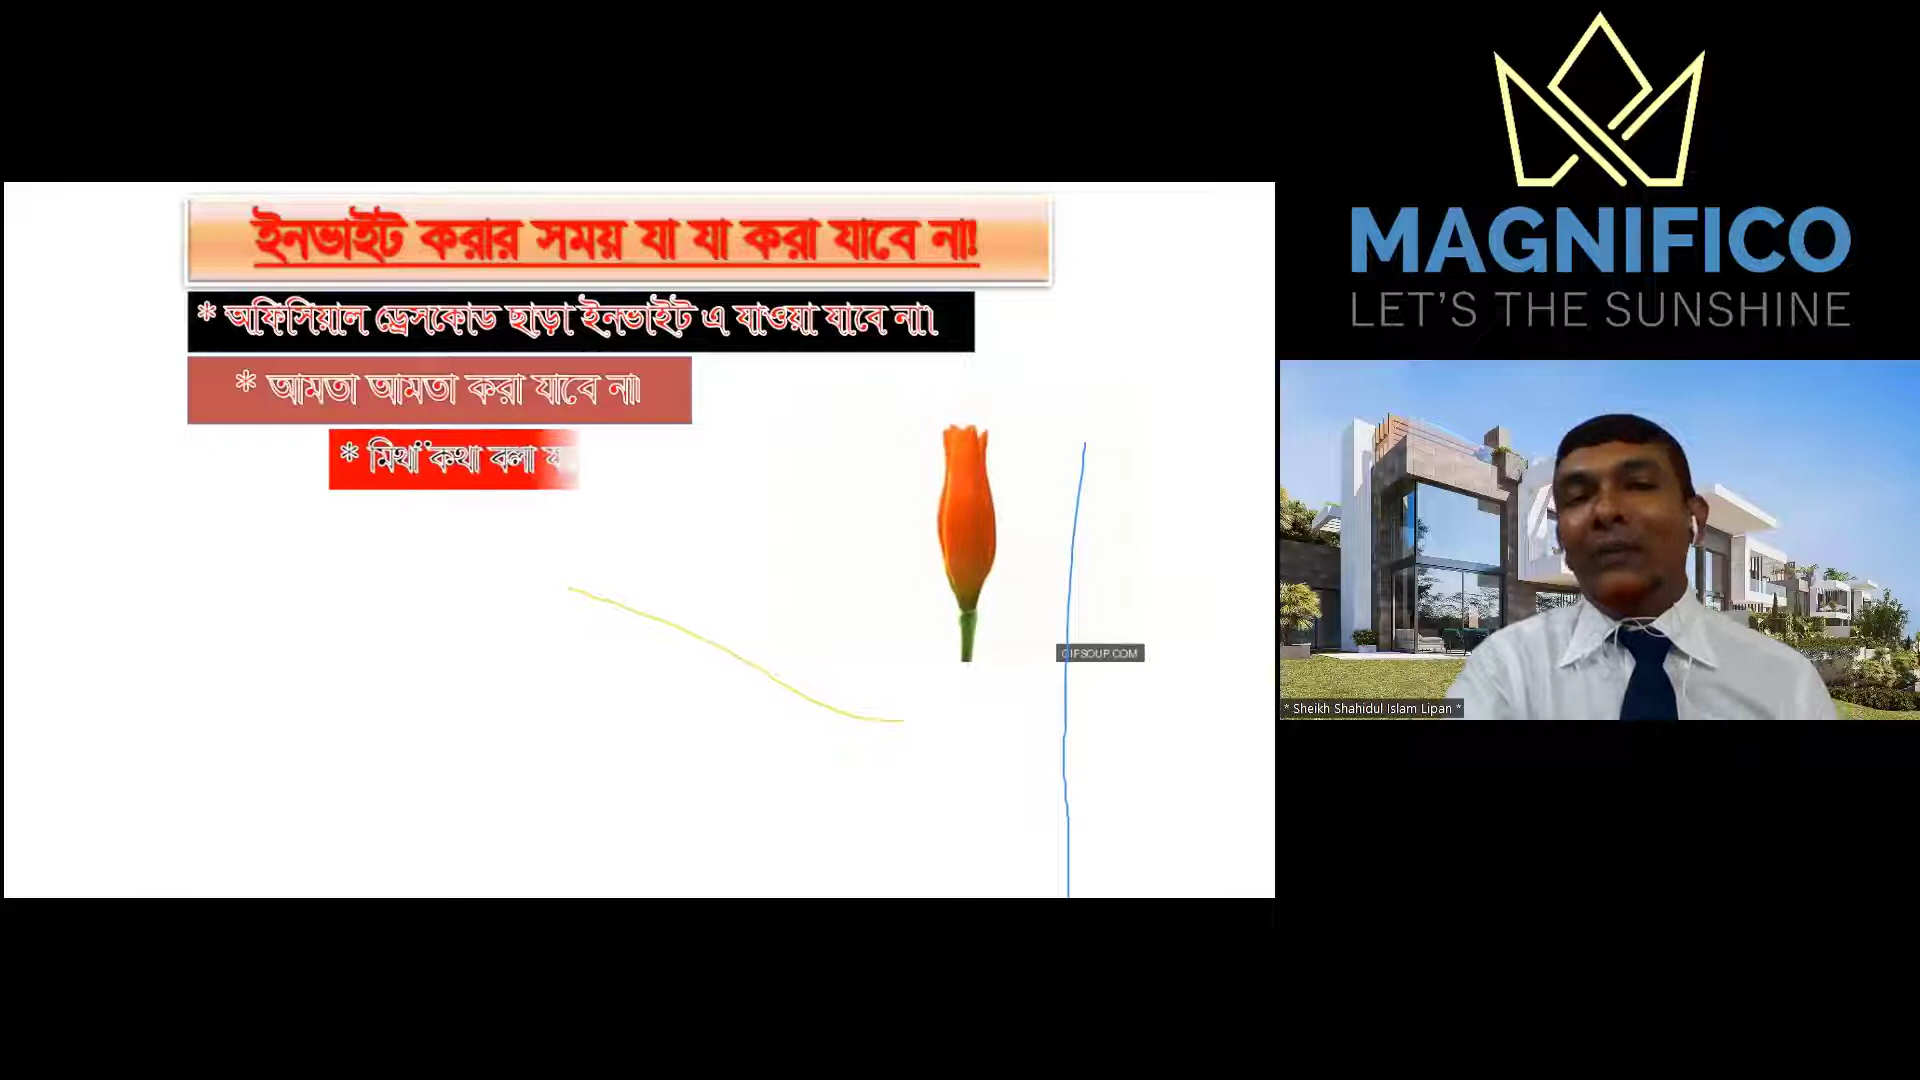 ইনভাইট করার সময় যা যা করা যাবে না!
* অফিসিয়াল ড্রেসকোড ছাড়া ইনভাইট এ যাওয়া যাবে না।
* আমতা আমতা করা যাবে না।
* মিথ্যা কথা বলা
GIFSOUP.COM
MAGNIFICO
LET'S THE SUNSHINE
* Sheikh Shahidul Islam Lipan *